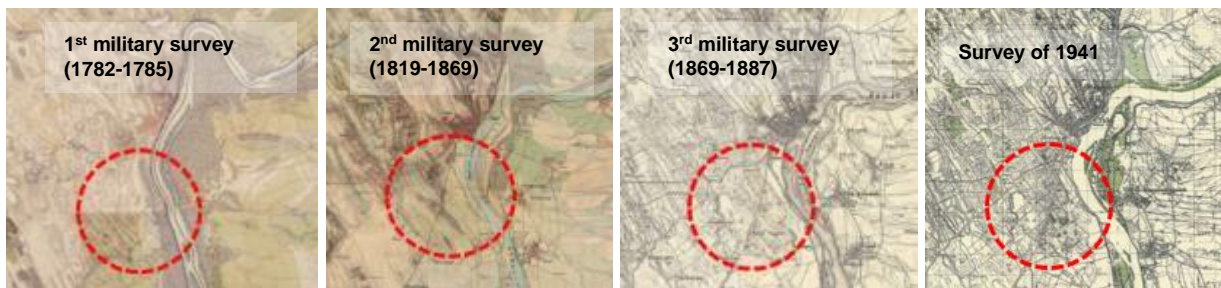 1st military survey
(1782-1785)
2nd military survey
(1819-1869)
3rd military survey
(1869-1887)
Survey of 1941